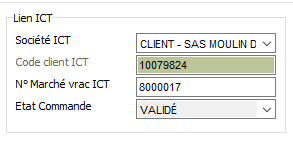 Lien ICT
Société ICT CLIENT - SAS MOULIN D
Code client ICT 10079824
N° Marché vrac ICT 8000017
Etat Commande VALIDÉ